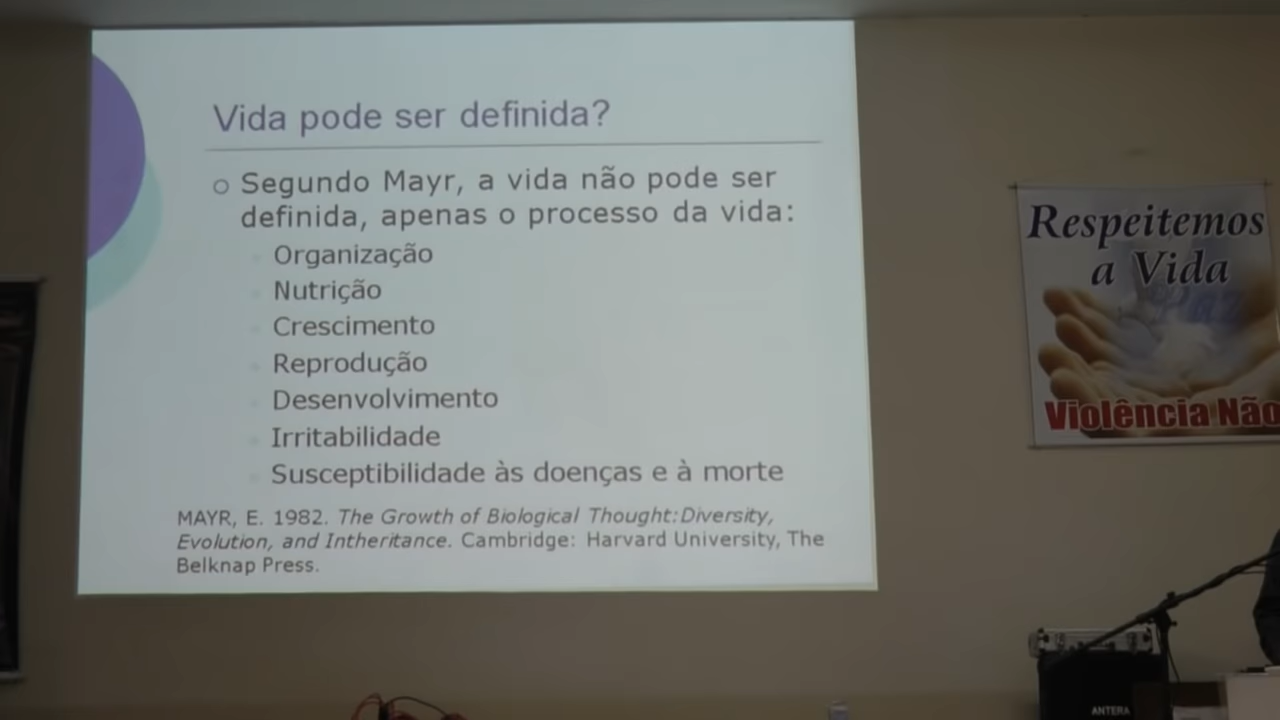 Vida pode ser definida?
Segundo Mayr, a vida não pode ser
definida, apenas o processo da vida:
Organização
Nutrição
Crescimento
Reprodução
Desenvolvimento
Irritabilidade
Susceptibilidade às doenças e à morte
MAYR, E. 1982. The Growth of Biological Thought: Diversity,
Evolution, and Intheritance. Cambridge: Harvard University, The
Belknap Press.
Respeitemos
a Vida
Paz
Violência Não
ANTERA